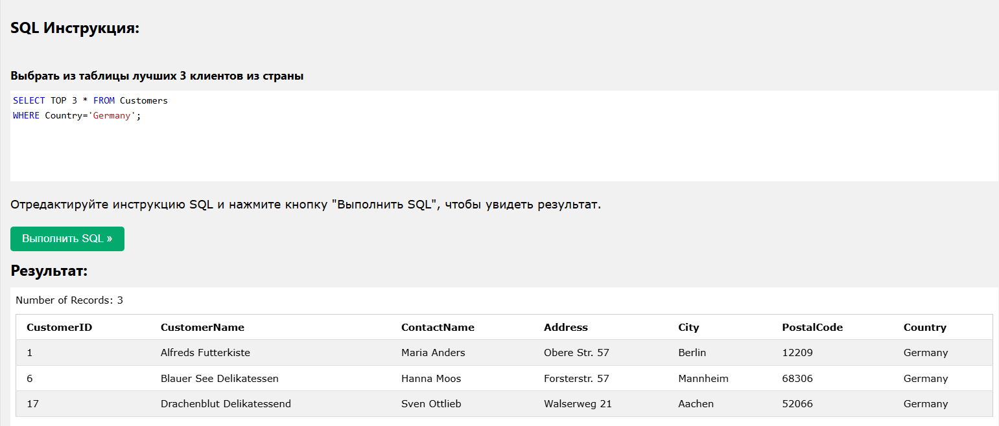 SQL Инструкция:
Выбрать из таблицы лучших 3 клиентов из страны
SELECT TOP 3 * FROM Customers
WHERE Country='Germany';
Отредактируйте инструкцию SQL и нажмите кнопку "Выполнить SQL", чтобы увидеть результат.
Выполнить SQL »
Результат:
Number of Records: 3
CustomerID CustomerName ContactName Address City PostalCode Country
1 Alfreds Futterkiste Maria Anders Obere Str. 57 Berlin 12209 Germany
6 Blauer See Delikatessen Hanna Moos Forsterstr. 57 Mannheim 68306 Germany
17 Drachenblut Delikatessend Sven Ottlieb Walserweg 21 Aachen 52066 Germany